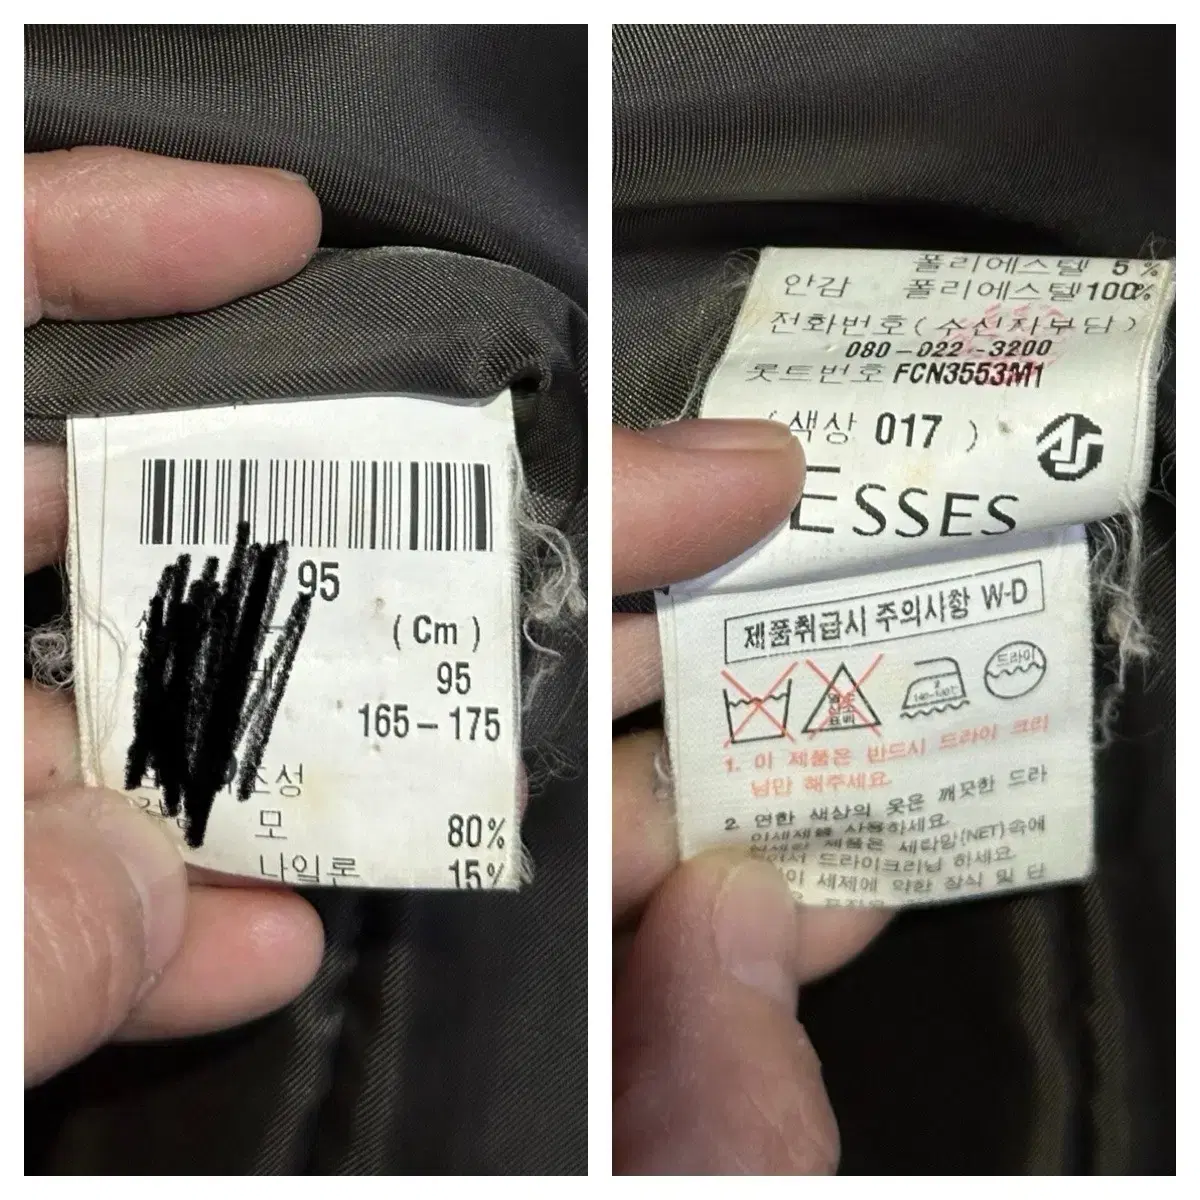 95
( Cm )
95
165 – 175
조성
모 80%
나일론 15%
폴리에스텔 5%
안감 폴리에스텔 100%
전화번호 ( 수신자부담 )
080 – 022 – 3200
롯트번호 FCN3553M1
( 색상 017 )
ESSES
제품취급시 주의사항 W-D
드라이
1. 이 제품은 반드시 드라이 크리
닝만 해주세요.
2. 연한 색상의 옷은 깨끗한 드라
이세제를 사용하세요.
제품은 세탁망(NET)속에
드라이크리닝 하세요.
세제에 약한 장식 및 단